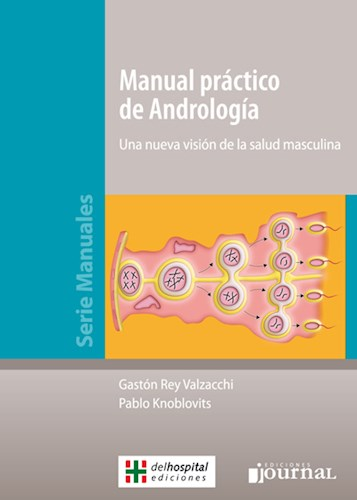 Manual práctico
de Andrología
Una nueva visión de la salud masculina
Serie Manuales
Gastón Rey Valzacchi
Pablo Knoblovits
delhospital
ediciones
EDICIONES
journal